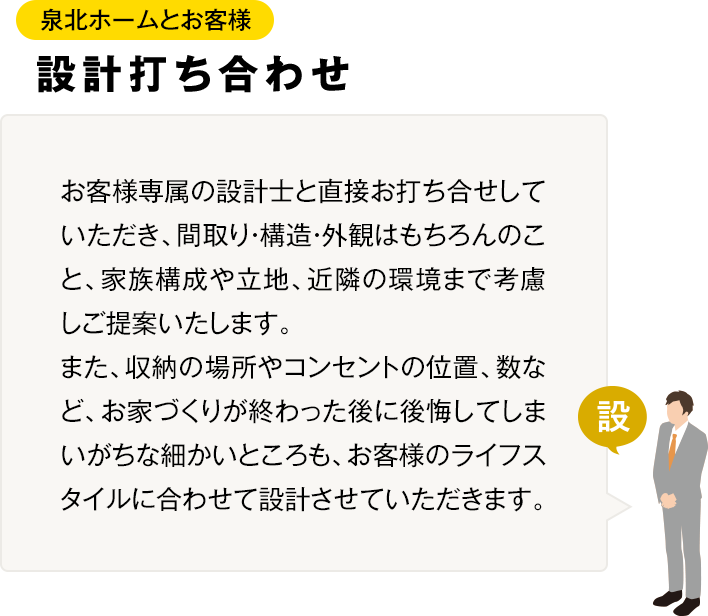 泉北ホームとお客様
設計打ち合わせ
お客様専属の設計士と直接お打ち合せして
いただき、間取り・構造・外観はもちろんのこ
と、家族構成や立地、近隣の環境まで考慮
しご提案いたします。
また、収納の場所やコンセントの位置、数な
ど、お家づくりが終わった後に後悔してしま
いがちな細かいところも、お客様のライフス
タイルに合わせて設計させていただきます。
設